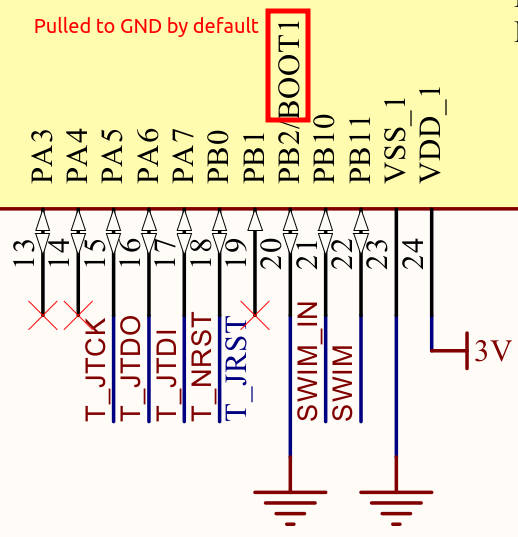 Pulled to GND by default
PA3
PA4
PA5
PA6
PA7
PB0
PB1
PB2/BOOT1
PB10
PB11
VSS_1
VDD_1
13
14
15
16
17
18
19
20
21
22
23
24
T_JTCK
T_JTDO
T_JTDI
T_NRST
T_JRST
SWIM_IN
SWIM
3V